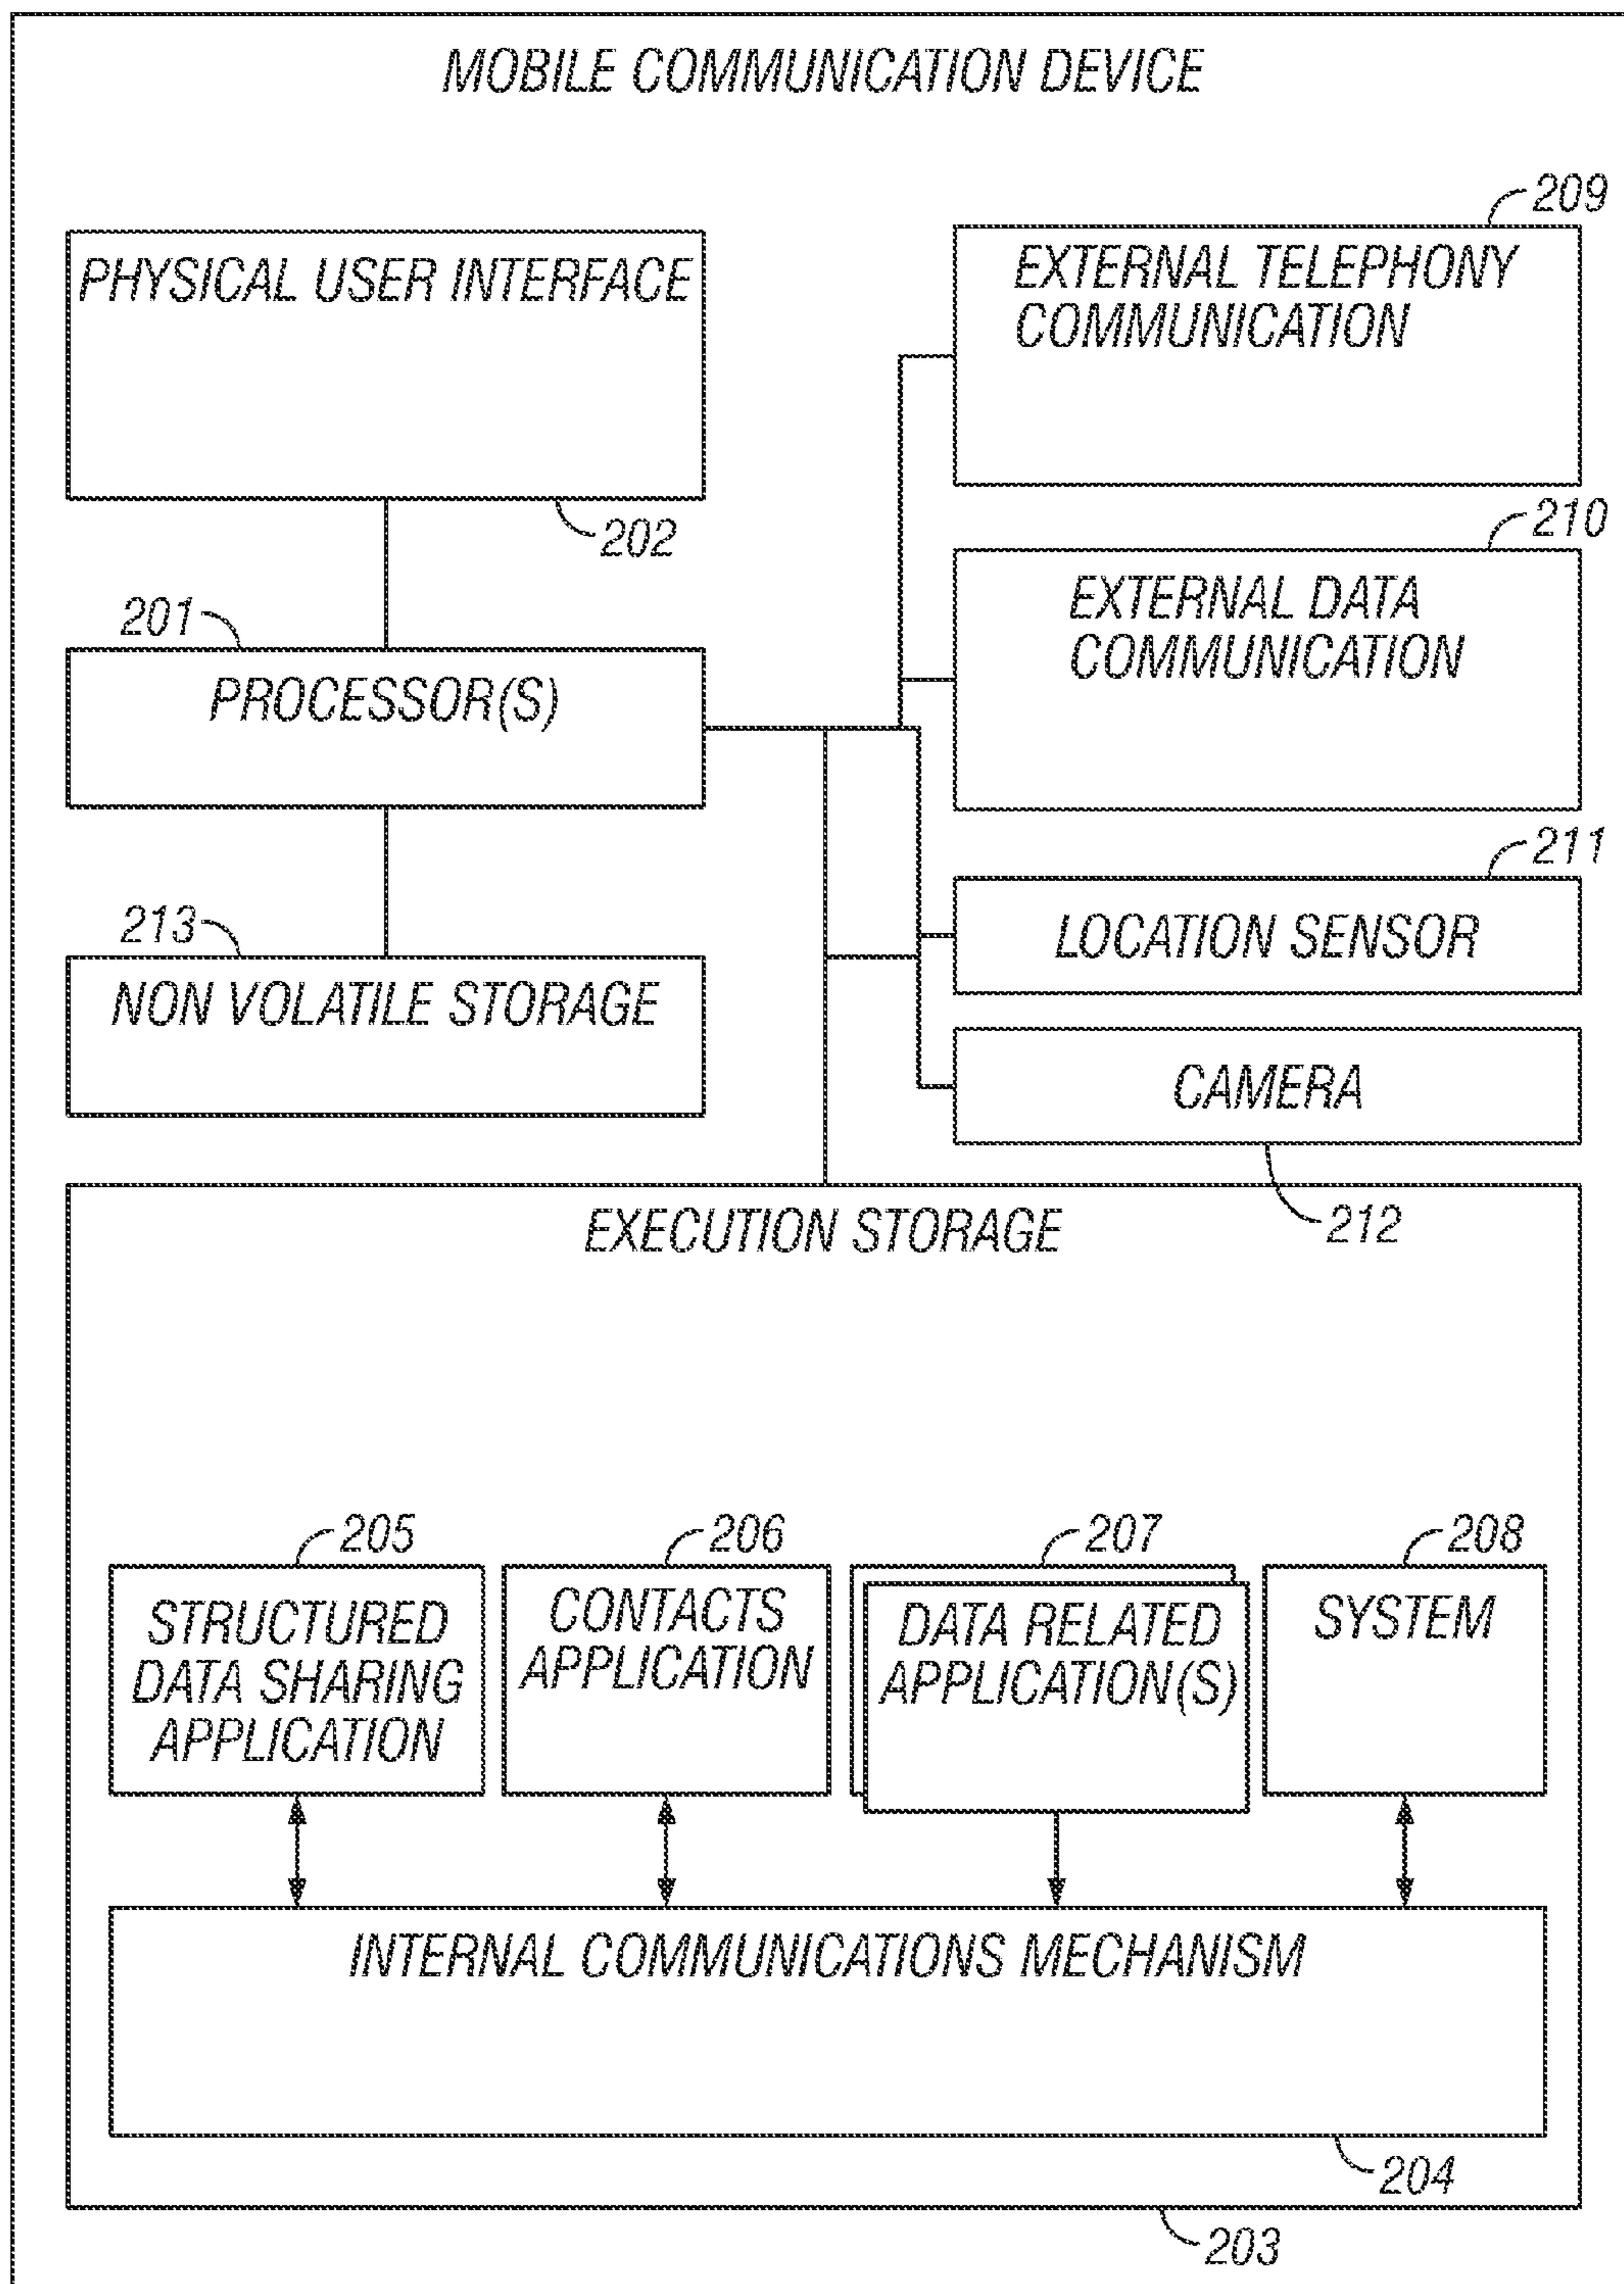 MOBILE COMMUNICATION DEVICE
209
PHYSICAL USER INTERFACE
EXTERNAL TELEPHONY
COMMUNICATION
202
210
EXTERNAL DATA
COMMUNICATION
201
PROCESSOR(S)
211
LOCATION SENSOR
213
NON VOLATILE STORAGE
CAMERA
212
EXECUTION STORAGE
205
STRUCTURED
DATA SHARING
APPLICATION
206
CONTACTS
APPLICATION
207
DATA RELATED
APPLICATION(S)
208
SYSTEM
INTERNAL COMMUNICATIONS MECHANISM
204
203